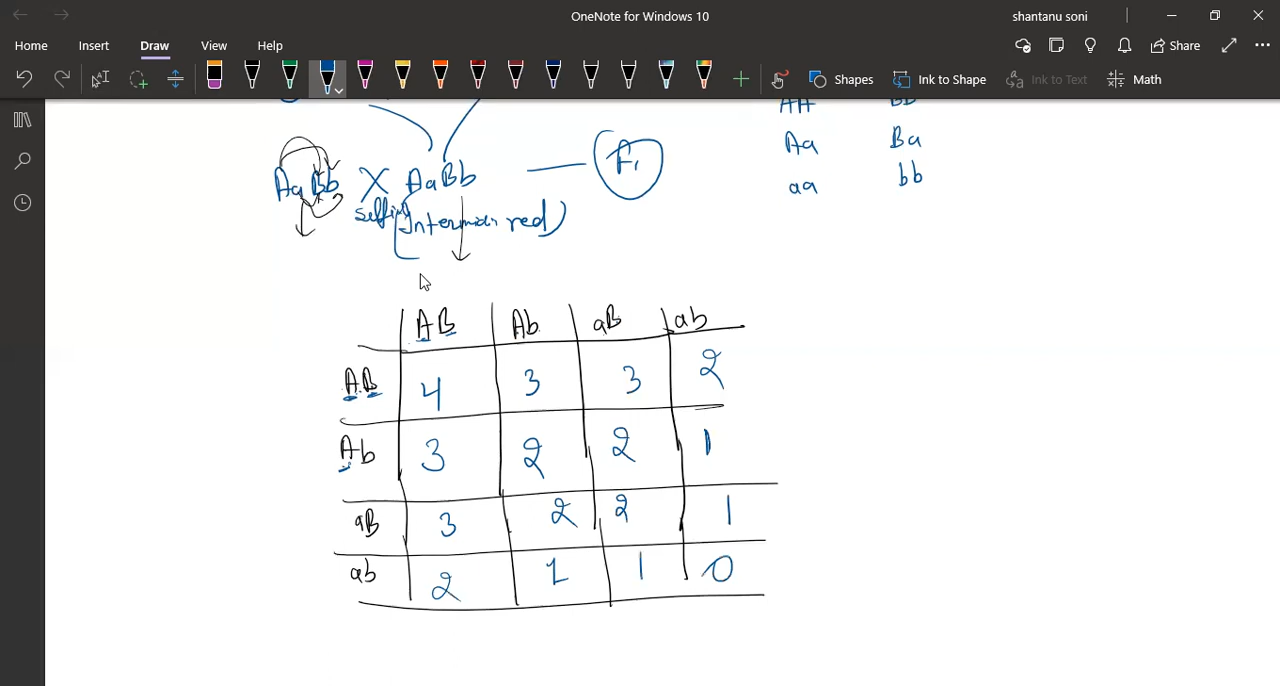 OneNote for Windows 10
shantanu soni
Home Insert Draw View Help
Share
Shapes
Ink to Shape
Ink to Text
Math
AA
Aa Ba
aa bb
AaBb X AaBb F1
selfing
red)
AB Ab aB ab
AB 4 3 3 2
Ab 3 2 2 1
aB 3 2 2 1
ab 2 1 1 0